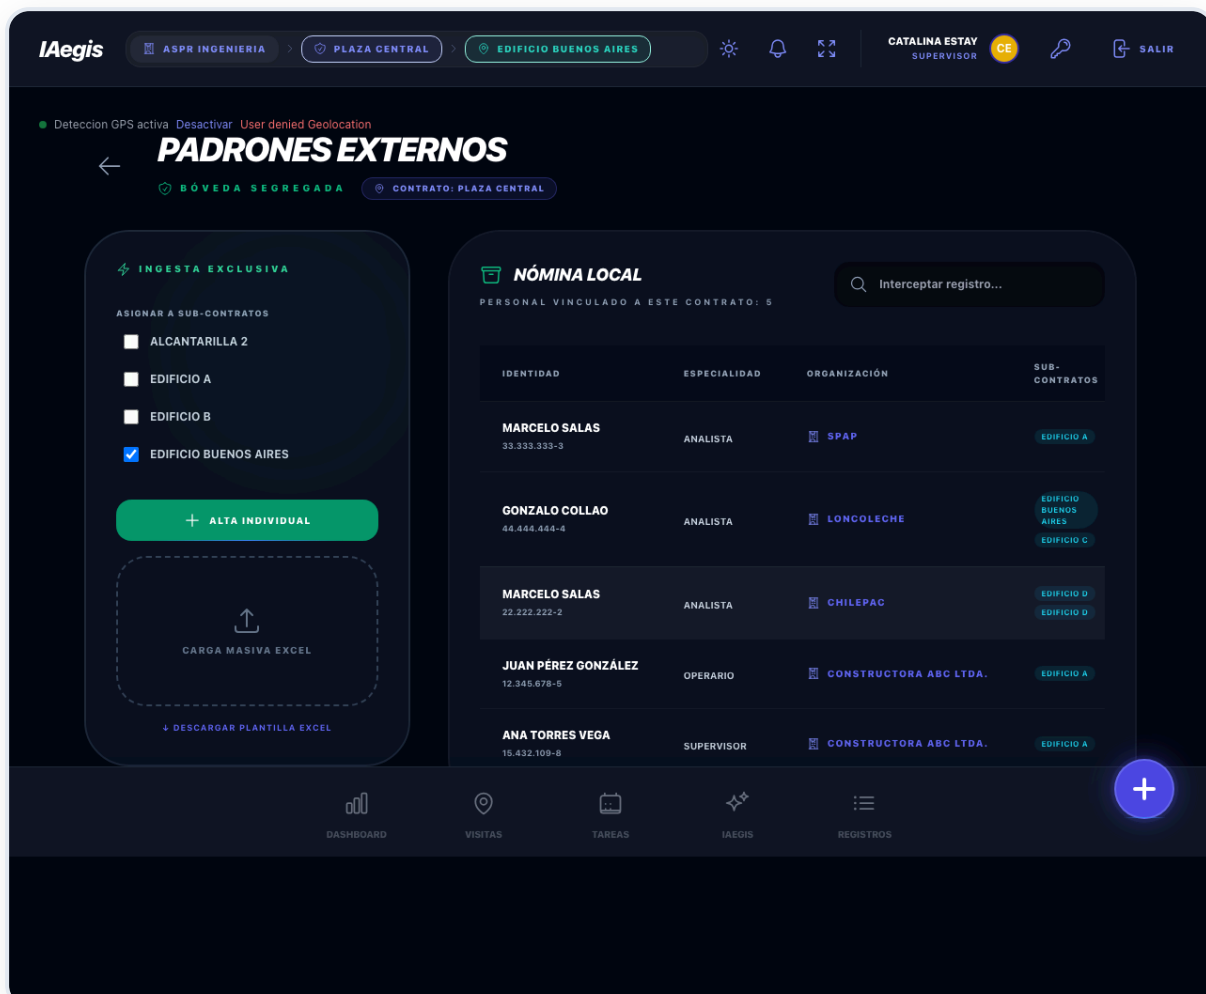 IAegis
ASPR INGENIERIA > PLAZA CENTRAL > EDIFICIO BUENOS AIRES
CATALINA ESTAY
SUPERVISOR
CE
SALIR
Deteccion GPS activa Desactivar User denied Geolocation
PADRONES EXTERNOS
BÓVEDA SEGREGADA
CONTRATO: PLAZA CENTRAL
INGESTA EXCLUSIVA
ASIGNAR A SUB-CONTRATOS
ALCANTARILLA 2
EDIFICIO A
EDIFICIO B
EDIFICIO BUENOS AIRES
+ ALTA INDIVIDUAL
CARGA MASIVA EXCEL
↓ DESCARGAR PLANTILLA EXCEL
NÓMINA LOCAL
PERSONAL VINCULADO A ESTE CONTRATO: 5
Interceptar registro...
IDENTIDAD ESPECIALIDAD ORGANIZACIÓN SUB-
CONTRATOS
MARCELO SALAS
33.333.333-3
ANALISTA
SPAP
EDIFICIO A
GONZALO COLLAO
44.444.444-4
ANALISTA
LONCOLECHE
EDIFICIO
BUENOS
AIRES
EDIFICIO C
MARCELO SALAS
22.222.222-2
ANALISTA
CHILEPAC
EDIFICIO D
EDIFICIO D
JUAN PÉREZ GONZÁLEZ
12.345.678-5
OPERARIO
CONSTRUCTORA ABC LTDA.
EDIFICIO A
ANA TORRES VEGA
15.432.109-8
SUPERVISOR
CONSTRUCTORA ABC LTDA.
EDIFICIO A
+
DASHBOARD
VISITAS
TAREAS
IAEGIS
REGISTROS